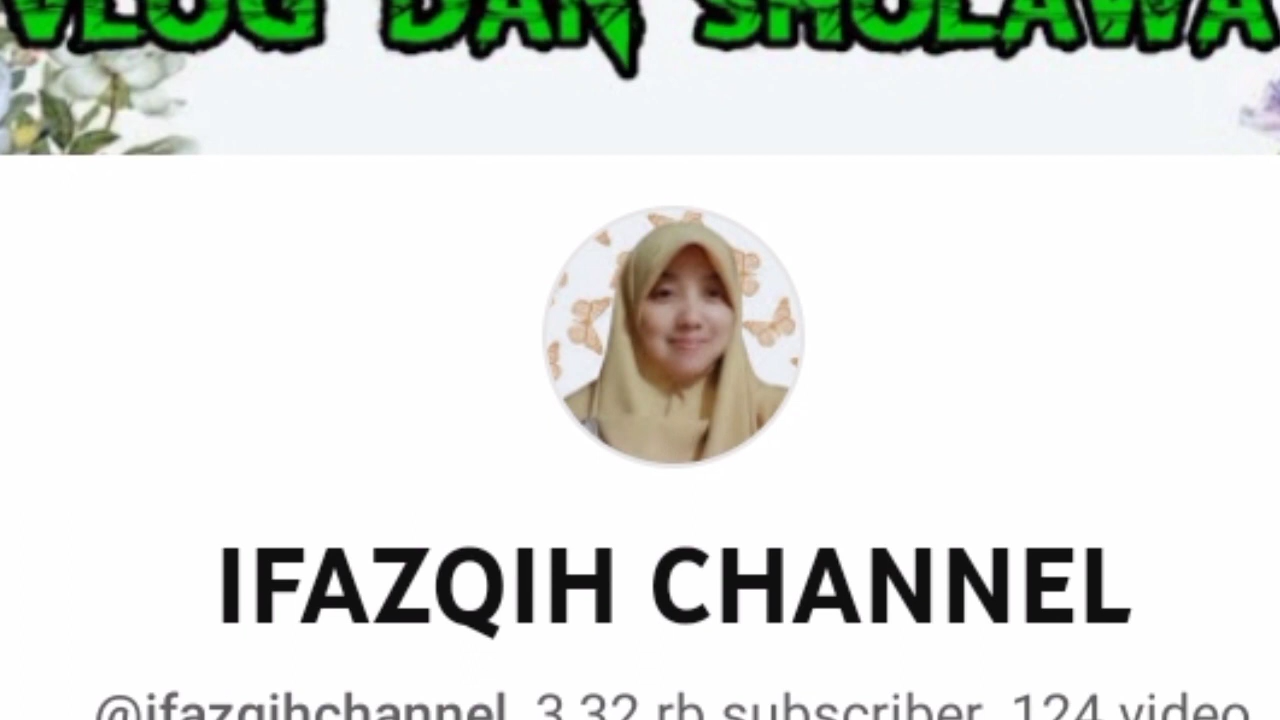 VLOG DAN SHOLAWA
IFAZQIH CHANNEL
@ifazqihchannel 3,32 rb subscriber 124 video